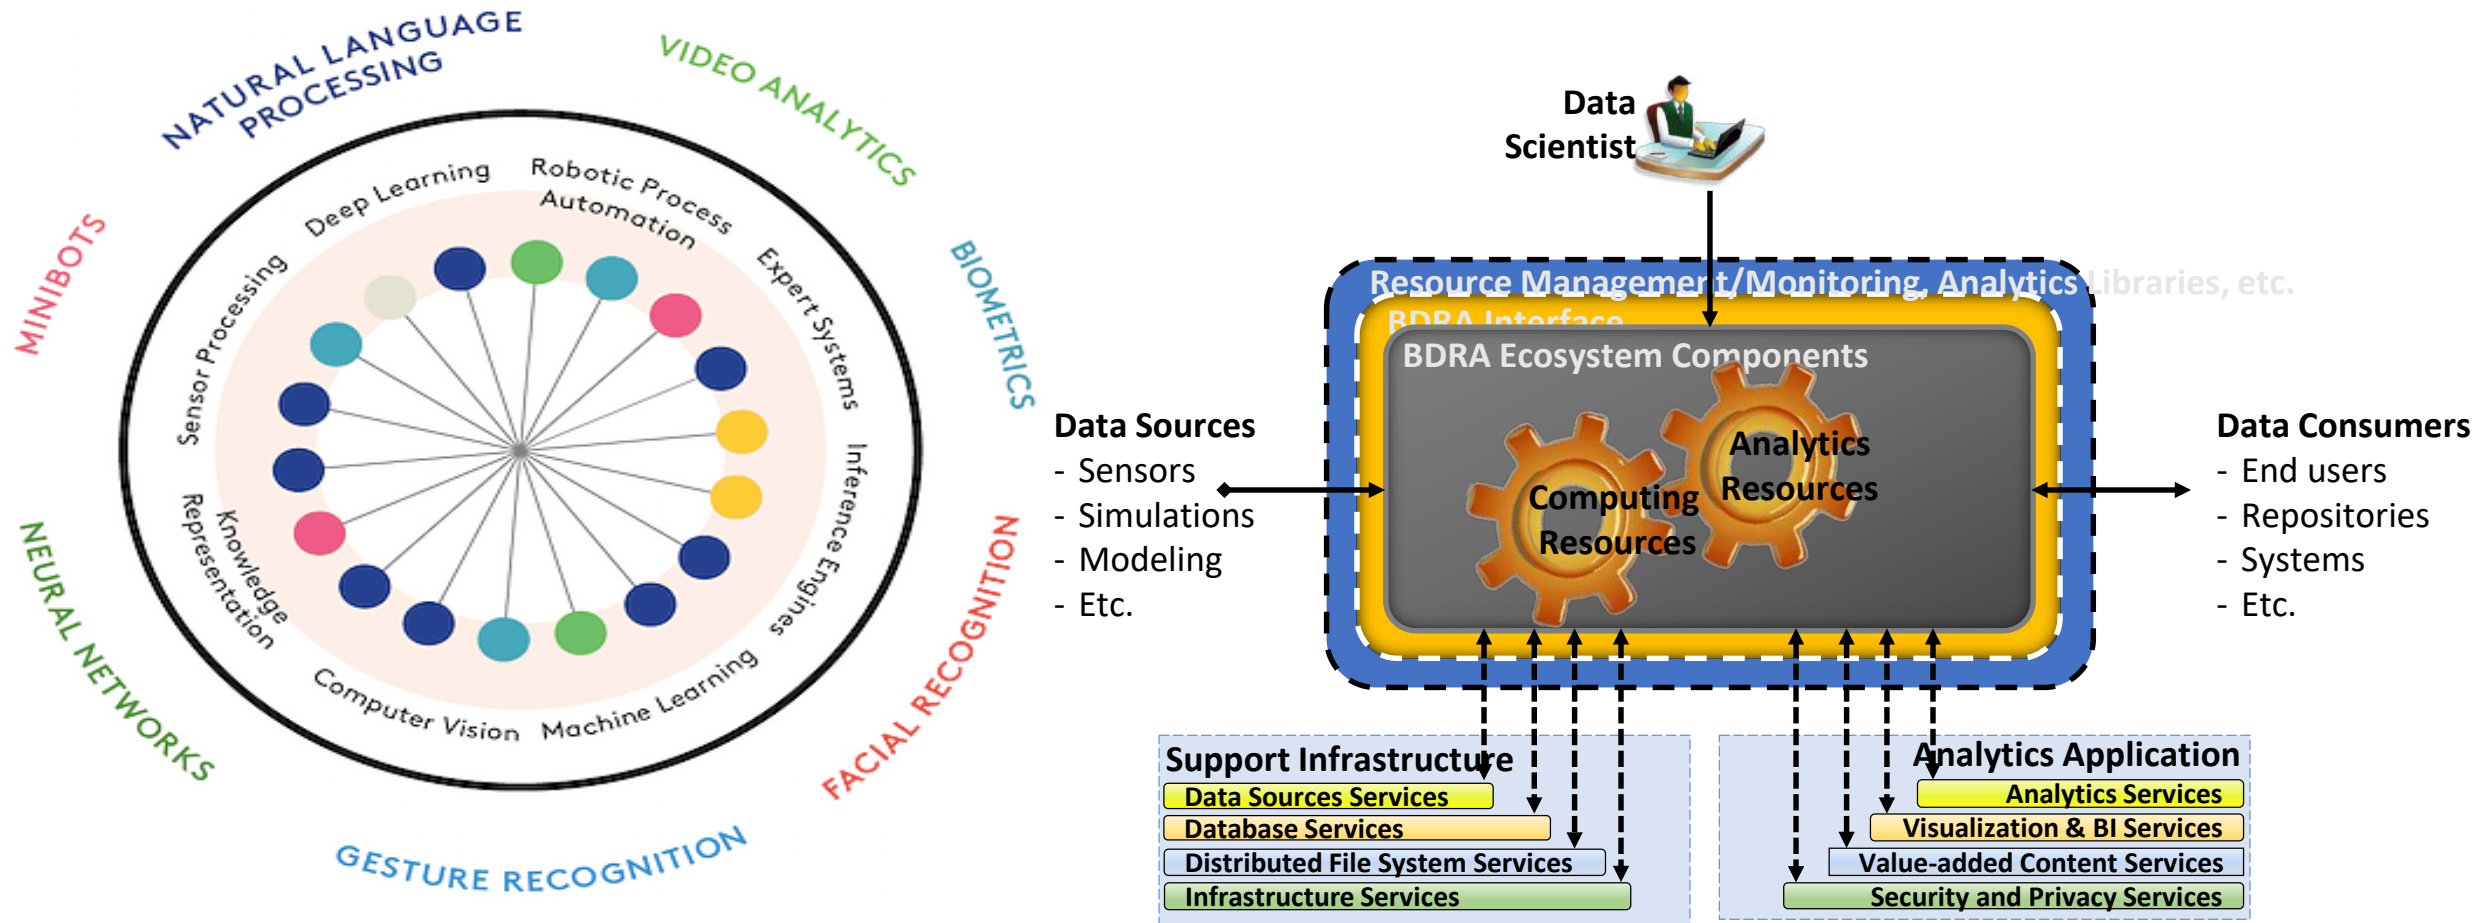 NATURAL LANGUAGE
PROCESSING
VIDEO ANALYTICS
BIOMETRICS
FACIAL RECOGNITION
GESTURE RECOGNITION
NEURAL NETWORKS
MINIBOTS
Deep Learning
Robotic Process
Automation
Expert Systems
Inference Engines
Machine Learning
Computer Vision
Knowledge
Representation
Sensor Processing
Data
Scientist
Resource Management/Monitoring, Analytics Libraries, etc.
BDRA Interface
BDRA Ecosystem Components
Analytics
Resources
Computing
Resources
Data Sources
- Sensors
- Simulations
- Modeling
- Etc.
Data Consumers
- End users
- Repositories
- Systems
- Etc.
Support Infrastructure
Data Sources Services
Database Services
Distributed File System Services
Infrastructure Services
Analytics Application
Analytics Services
Visualization & BI Services
Value-added Content Services
Security and Privacy Services